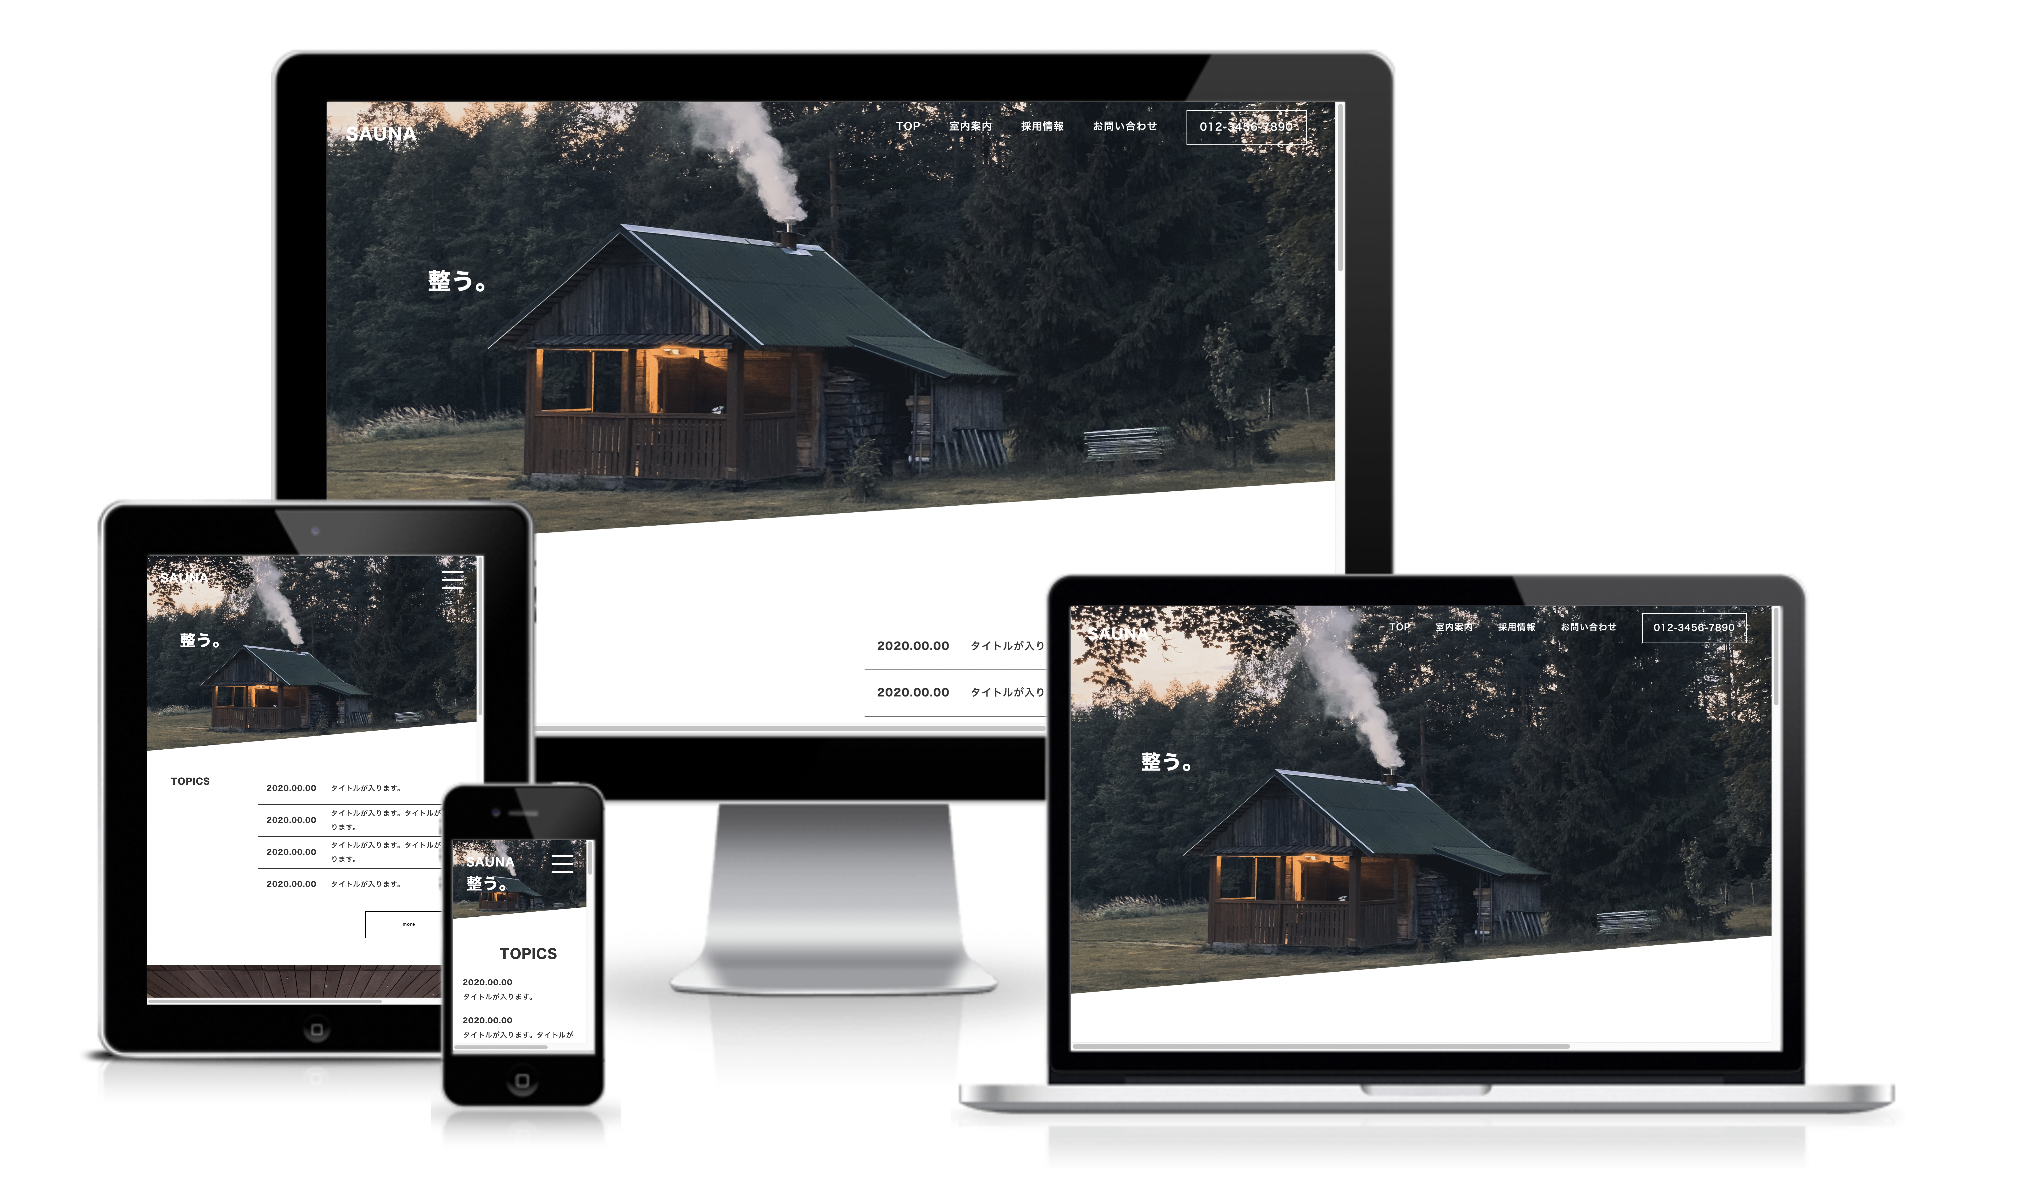 SAUNA
TOP 室内案内 採用情報 お問い合わせ 012-3456-7890
整う。
2020.00.00 タイトルが入り
2020.00.00 タイトルが入り
SAUNA
整う。
TOPICS
2020.00.00 タイトルが入ります。
2020.00.00 タイトルが入ります。タイトルが
ります。
2020.00.00 タイトルが入ります。タイトルが
ります。
2020.00.00 タイトルが入ります。
more
SAUNA
整う。
TOPICS
2020.00.00
タイトルが入ります。
2020.00.00
タイトルが入ります。タイトルが
SAUNA
TOP 室内案内 採用情報 お問い合わせ 012-3456-7890
整う。